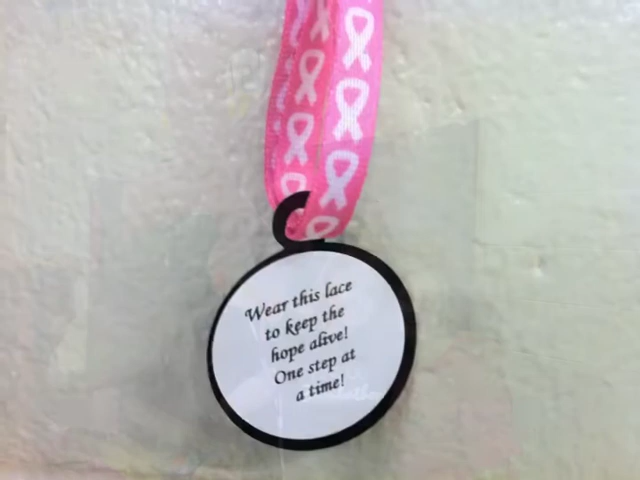 Wear this lace
to keep the
hope alive!
One step at
a time!